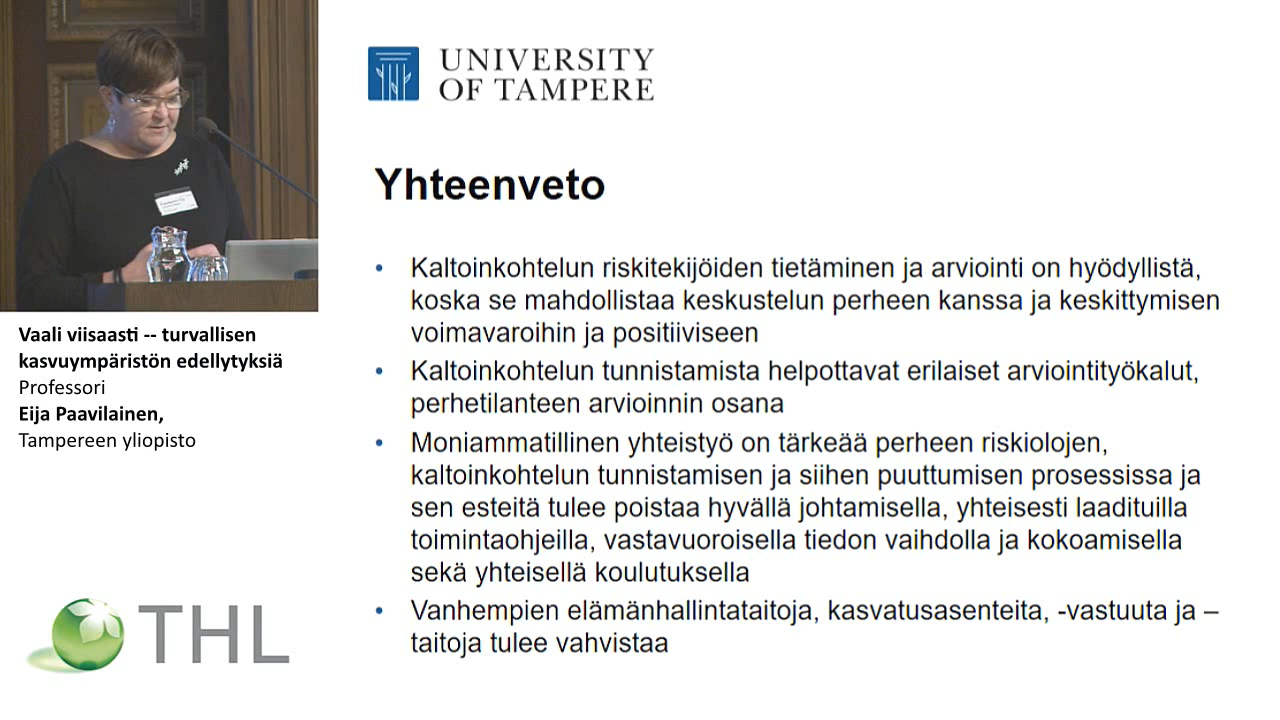 UNIVERSITY
OF TAMPERE
Yhteenveto
• Kaltoinkohtelun riskitekijöiden tietäminen ja arviointi on hyödyllistä,
koska se mahdollistaa keskustelun perheen kanssa ja keskittymisen
voimavaroihin ja positiiviseen
• Kaltoinkohtelun tunnistamista helpottavat erilaiset arviointityökalut,
perhetilanteen arvioinnin osana
• Moniammatillinen yhteistyö on tärkeää perheen riskiolojen,
kaltoinkohtelun tunnistamisen ja siihen puuttumisen prosessissa ja
sen esteitä tulee poistaa hyvällä johtamisella, yhteisesti laadituilla
toimintaohjeilla, vastavuoroisella tiedon vaihdolla ja kokoamisella
sekä yhteisellä koulutuksella
• Vanhempien elämänhallintataitoja, kasvatusasenteita, -vastuuta ja –
taitoja tulee vahvistaa
Vaali viisaasti -- turvallisen
kasvuympäristön edellytyksiä
Professori
Eija Paavilainen,
Tampereen yliopisto
THL